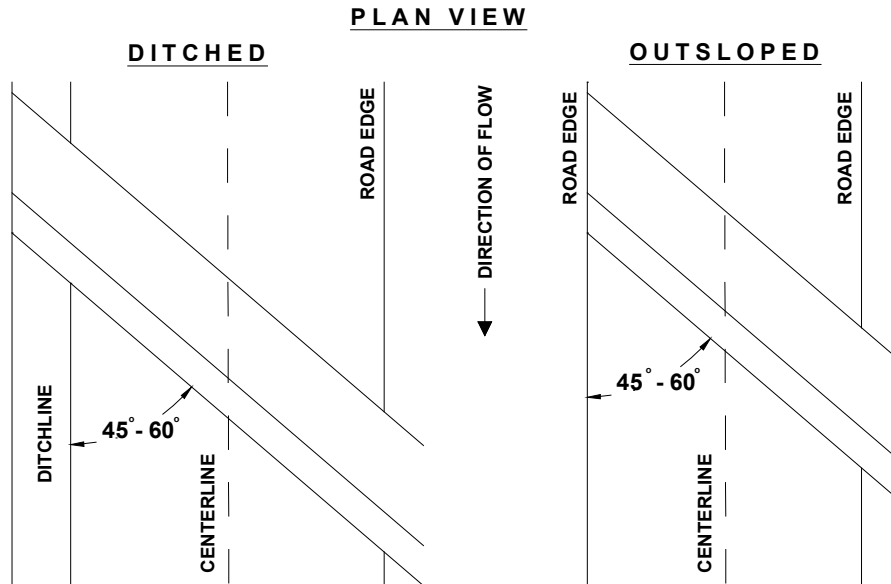 PLAN VIEW
DITCHED
OUTSLOPED
ROAD EDGE
DIRECTION OF FLOW
ROAD EDGE
ROAD EDGE
45° - 60°
45° - 60°
DITCHLINE
CENTERLINE
CENTERLINE